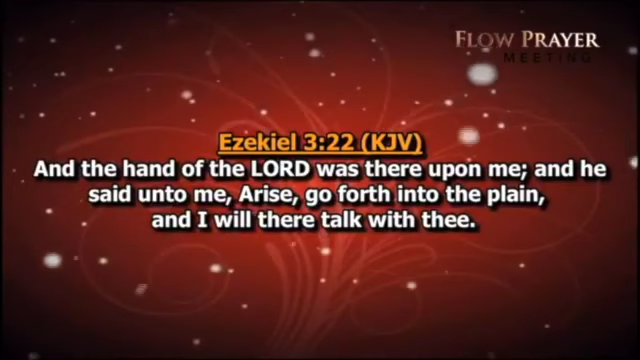 FLOW PRAYER
MEETING
Ezekiel 3:22 (KJV)
And the hand of the LORD was there upon me; and he
said unto me, Arise, go forth into the plain,
and I will there talk with thee.